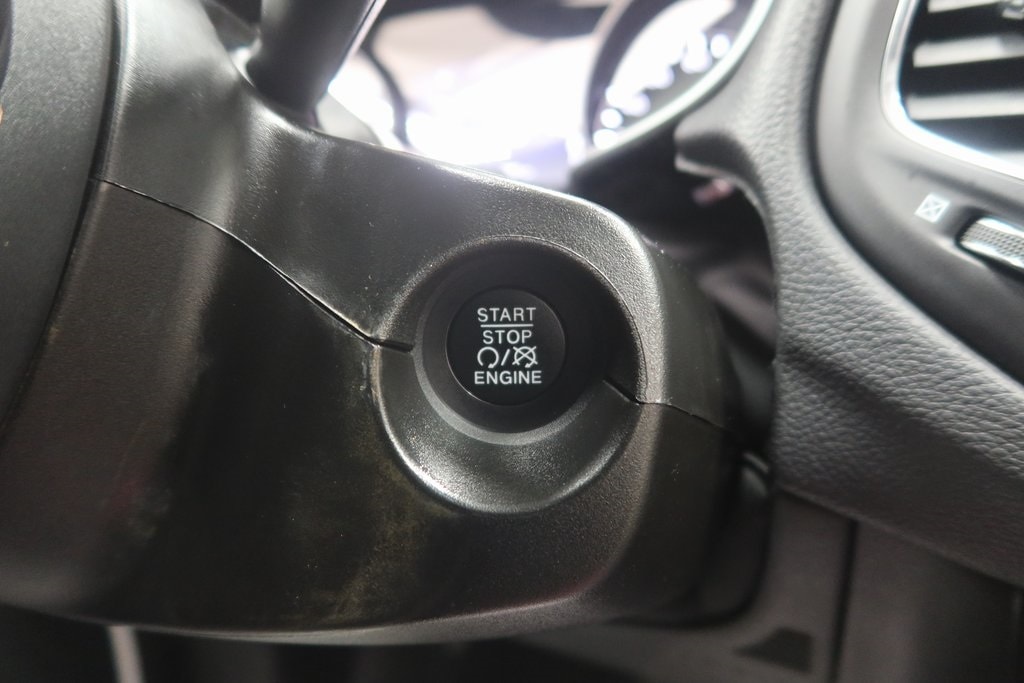 START
STOP
/
ENGINE